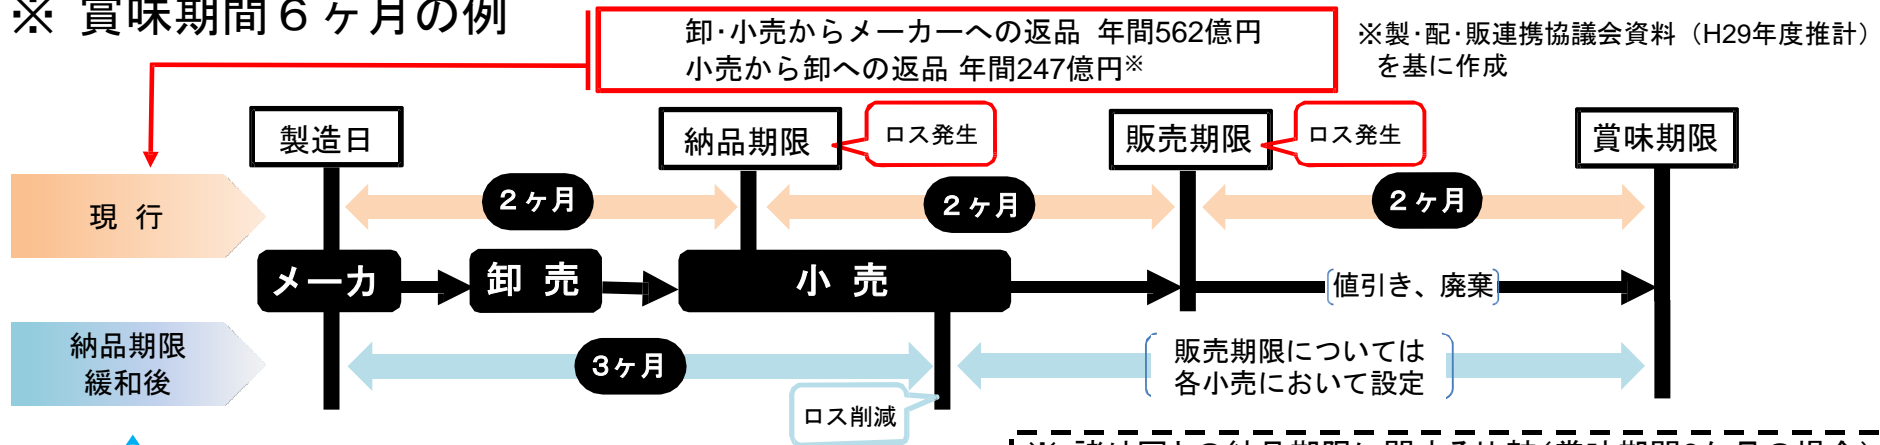 ※ 賞味期間６ヶ月の例
卸･小売からメーカーへの返品 年間562億円
小売から卸への返品 年間247億円※
※製･配･販連携協議会資料（H29年度推計）
を基に作成
製造日
納品期限
ロス発生
販売期限
ロス発生
賞味期限
現 行
２ヶ月
２ヶ月
２ヶ月
メーカ
卸 売
小 売
値引き、廃棄
納品期限
緩和後
３ヶ月
販売期限については
各小売において設定
ロス削減